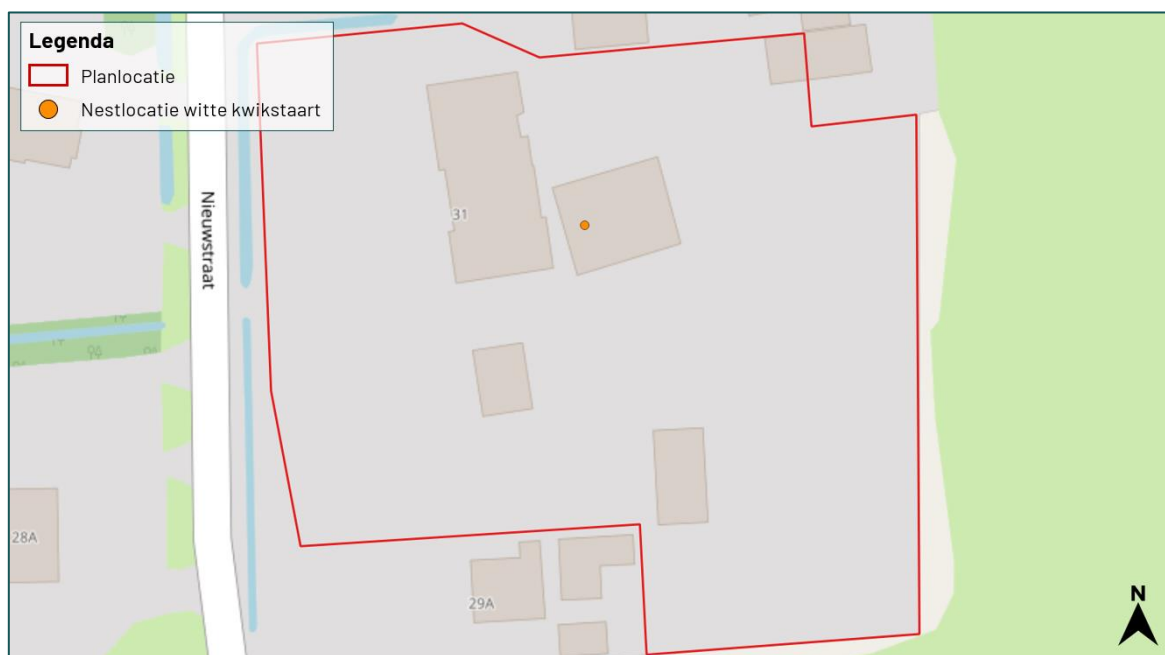 Legenda
Planlocatie
Nestlocatie witte kwikstaart
Nieuwstraat
31
28A
29A
N